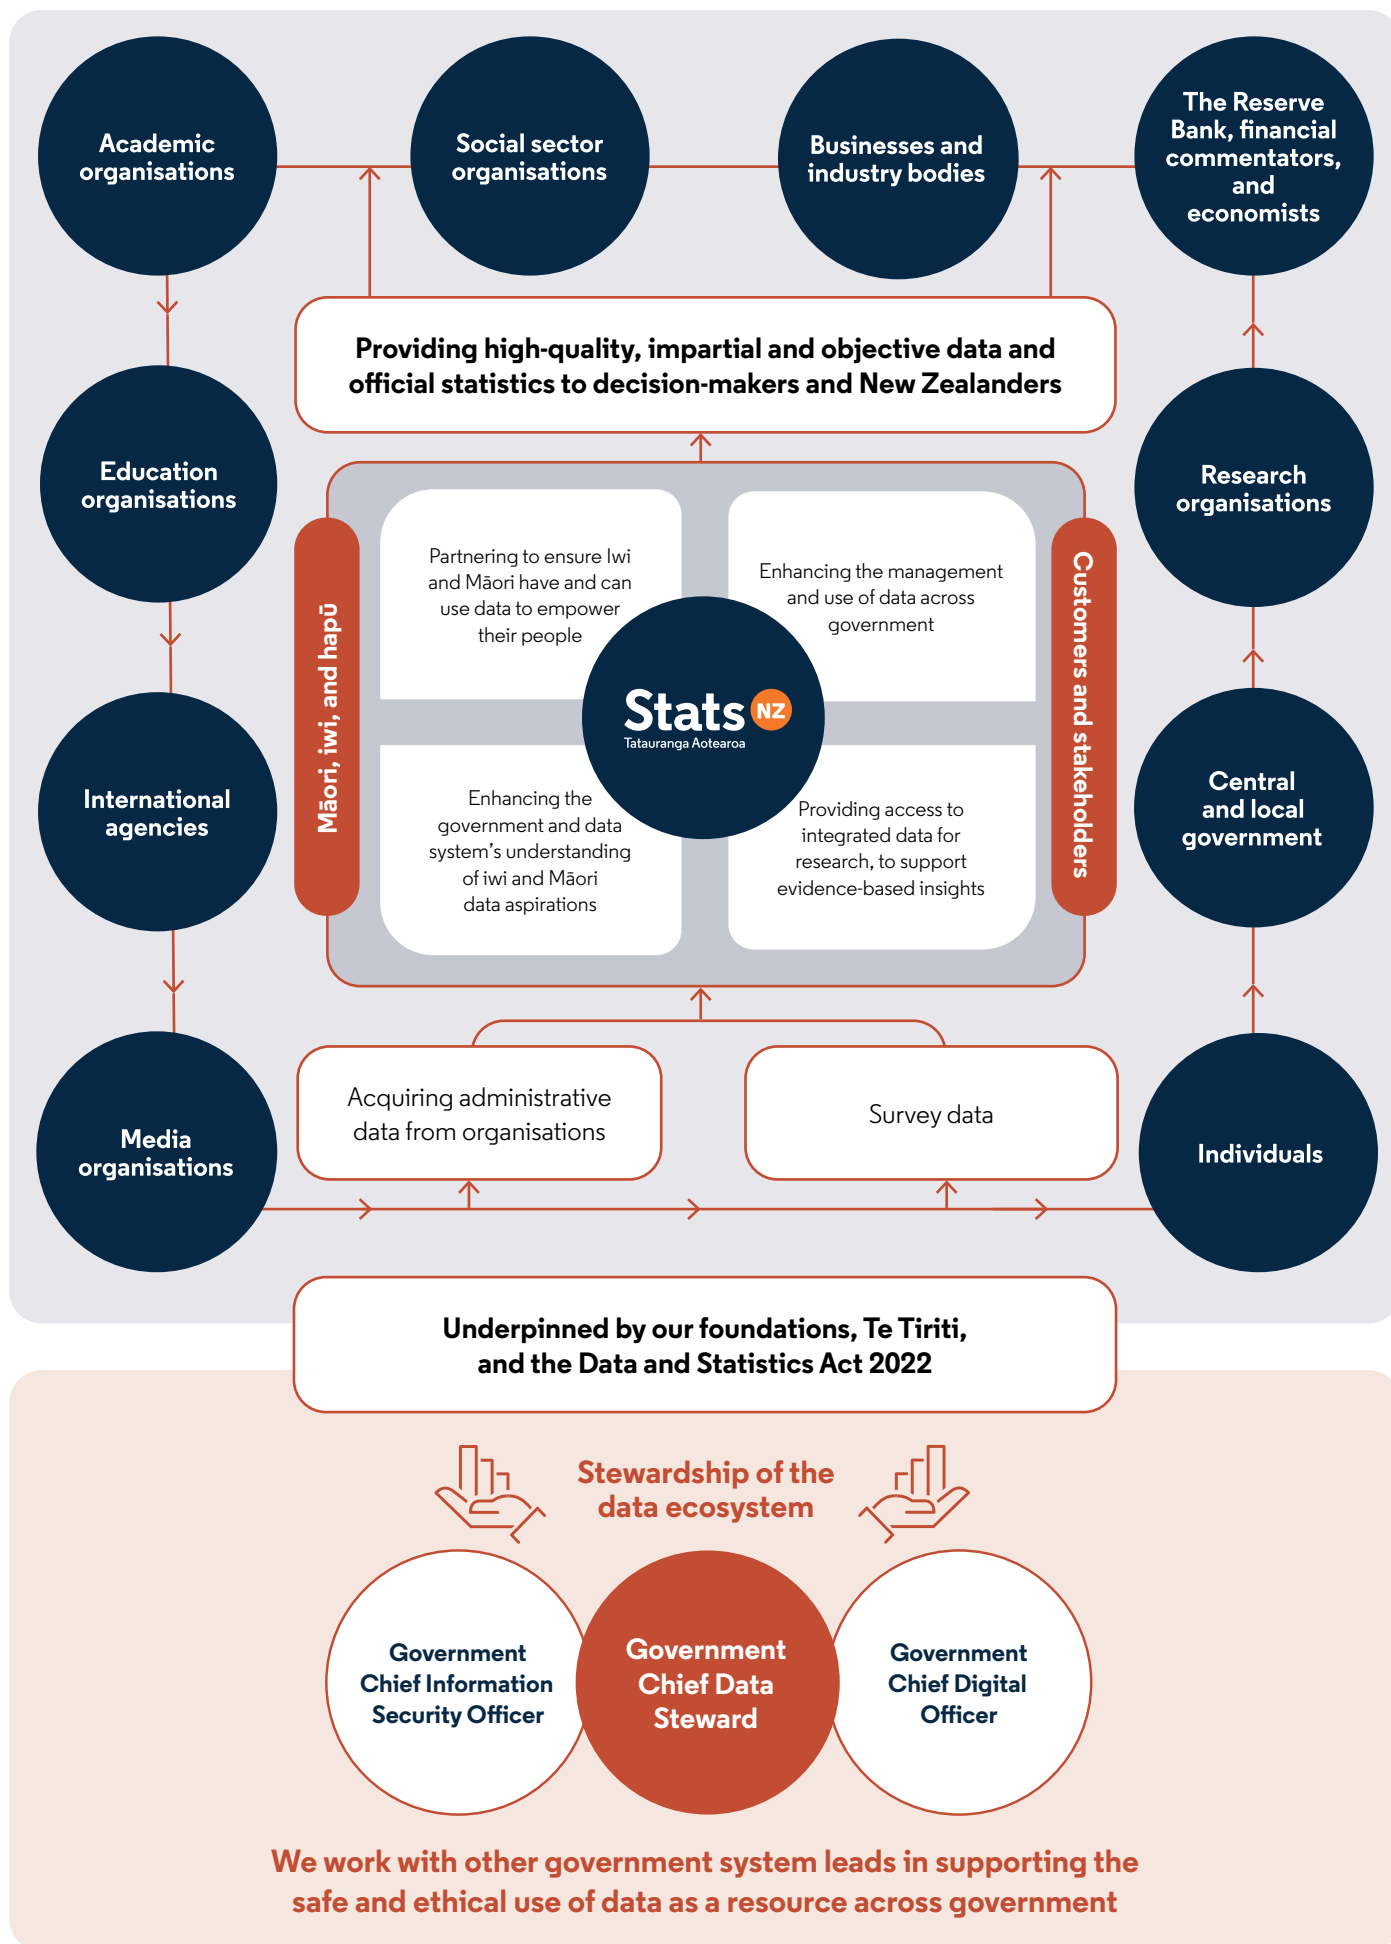 Academic
organisations
Social sector
organisations
Businesses and
industry bodies
The Reserve
Bank, financial
commentators,
and
economists
Providing high-quality, impartial and objective data and
official statistics to decision-makers and New Zealanders
Education
organisations
Research
organisations
Māori, iwi, and hapū
Partnering to ensure Iwi
and Māori have and can
use data to empower
their people
Enhancing the management
and use of data across
government
Customers and stakeholders
Stats NZ
Tatauranga Aotearoa
International
agencies
Enhancing the
government and data
system's understanding
of iwi and Māori
data aspirations
Providing access to
integrated data for
research, to support
evidence-based insights
Central
and local
government
Media
organisations
Acquiring administrative
data from organisations
Survey data
Individuals
Underpinned by our foundations, Te Tiriti,
and the Data and Statistics Act 2022
Stewardship of the
data ecosystem
Government
Chief Information
Security Officer
Government
Chief Data
Steward
Government
Chief Digital
Officer
We work with other government system leads in supporting the
safe and ethical use of data as a resource across government